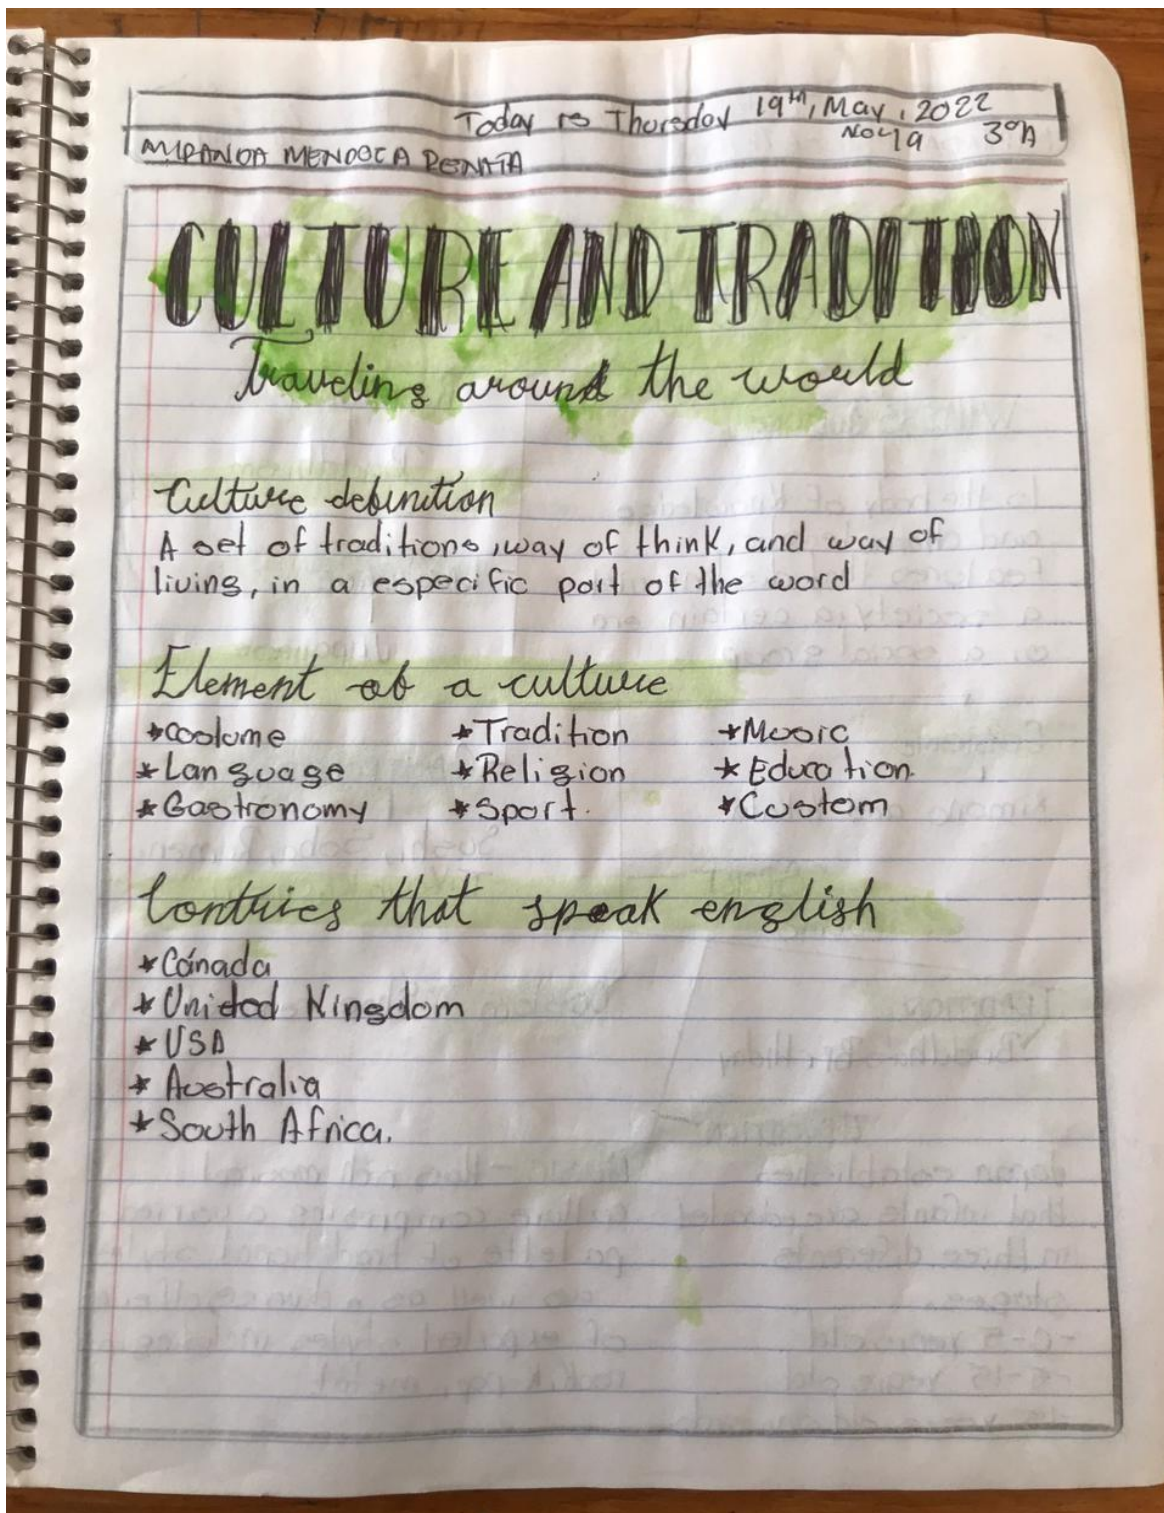 Today is Thursday 19th, May, 2022
No 19 3°A
MIRANDA MENDOZA RENATA
CULTURE AND TRADITION
Traveling around the world
Culture definition
A set of traditions, way of think, and way of
living, in a especific part of the word
Element of a culture
*Costume *Tradition *Music
*Language *Religion *Education.
*Gastronomy *Sport. *Custom
Contries that speak english
*Cánada
*United Kingdom
*USA
*Australia
*South Africa.